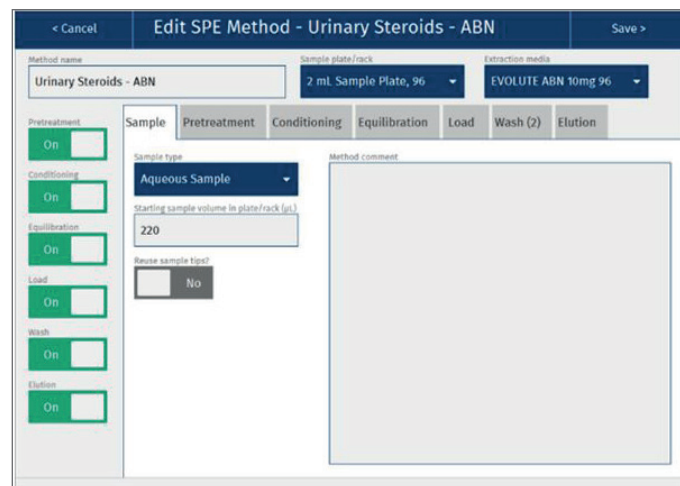 < Cancel
Edit SPE Method - Urinary Steroids - ABN
Save >
Method name
Sample plate/rack
Extraction media
Urinary Steroids - ABN
2 mL Sample Plate, 96
EVOLUTE ABN 10mg 96
Pretreatment
On
Conditioning
On
Equilibration
On
Load
On
Wash
On
Elution
On
Sample
Pretreatment
Conditioning
Equilibration
Load
Wash (2)
Elution
Sample type
Aqueous Sample
Starting sample volume in plate/rack (µL)
220
Reuse sample tips?
No
Method comment